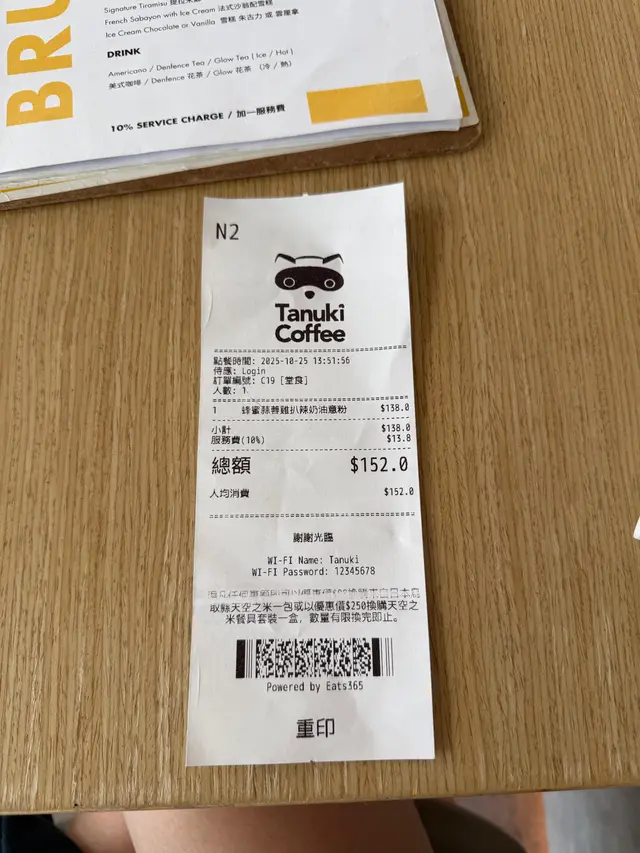 BRU
Signature Tiramisu
French Sabayon with Ice Cream 法式沙翁配雪糕
Ice Cream Chocolate or Vanilla 雪糕 朱古力 或 雲呢拿
DRINK
Americano / Denfence Tea / Glow Tea ( Ice / Hot )
美式咖啡 / Denfence 花茶 / Glow 花茶 （冷 / 熱）
10% SERVICE CHARGE / 加一服務費
N2
Tanuki
Coffee
點餐時間: 2025-10-25 13:51:56
侍應: Login
訂單編號: C19 [堂食]
人數: 1
1 蜂蜜蒜蓉雞扒辣奶油意粉 $138.0
小計 $138.0
服務費(10%) $13.8
總額 $152.0
人均消費 $152.0
謝謝光臨
WI-FI Name: Tanuki
WI-FI Password: 12345678
取縣天空之米一包或以優惠價$250換購天空之
米餐具套裝一盒, 數量有限換完即止。
Powered by Eats365
重印